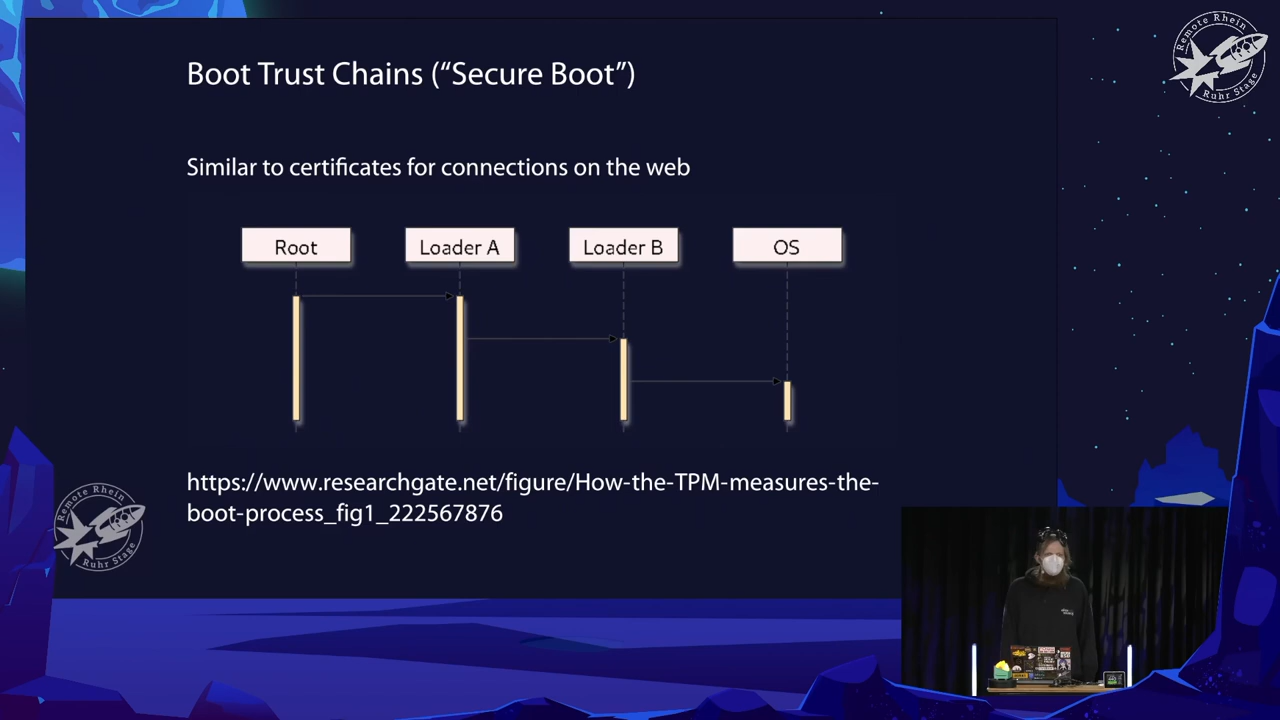 Boot Trust Chains (“Secure Boot”)
Similar to certificates for connections on the web
Root
Loader A
Loader B
OS
https://www.researchgate.net/figure/How-the-TPM-measures-the-
boot-process_fig1_222567876
Remote Rhein
Ruhr Stage
Remote Rhein
Ruhr Stage